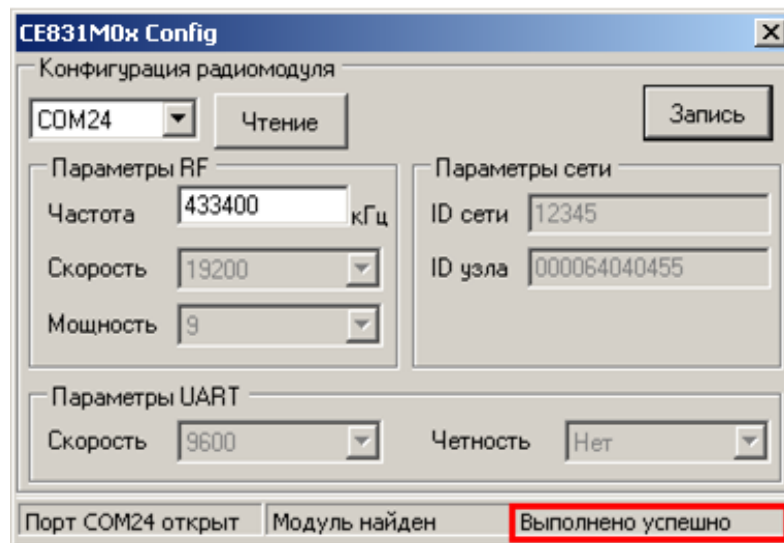 CE831M0x Config
Конфигурация радиомодуля
COM24 Чтение Запись
Параметры RF
Частота 433400 кГц
Скорость 19200
Мощность 9
Параметры сети
ID сети 12345
ID узла 000064040455
Параметры UART
Скорость 9600 Четность Нет
Порт COM24 открыт Модуль найден Выполнено успешно